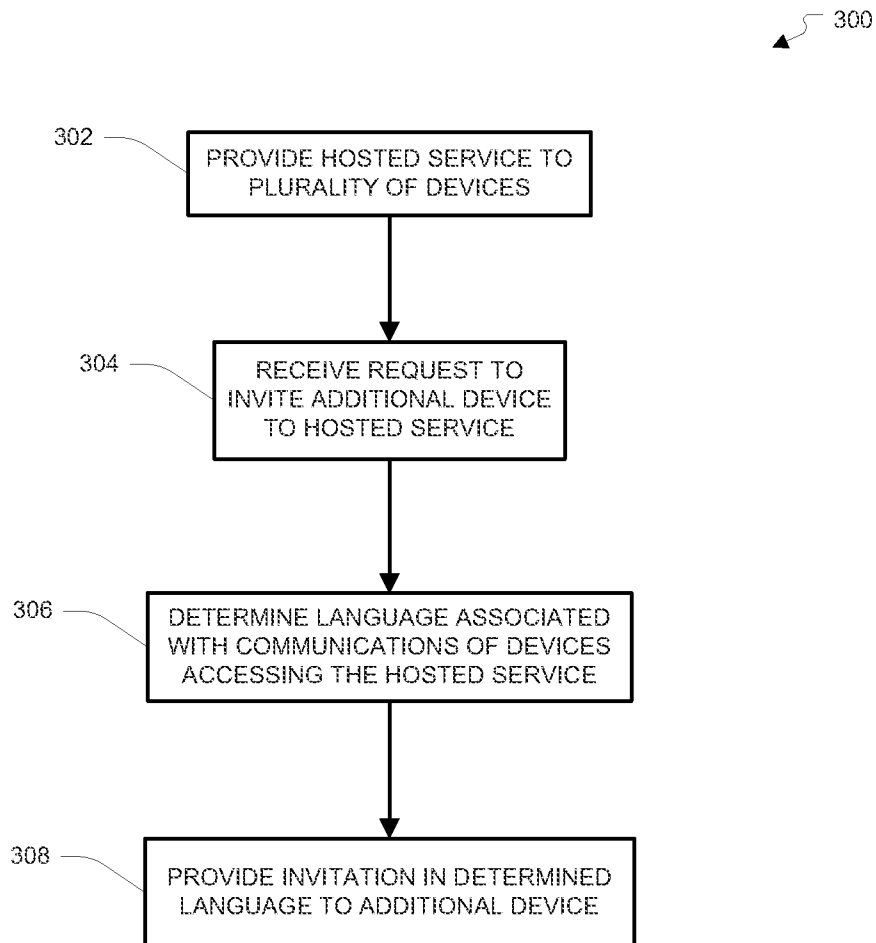 300
302
PROVIDE HOSTED SERVICE TO
PLURALITY OF DEVICES
304
RECEIVE REQUEST TO
INVITE ADDITIONAL DEVICE
TO HOSTED SERVICE
306
DETERMINE LANGUAGE ASSOCIATED
WITH COMMUNICATIONS OF DEVICES
ACCESSING THE HOSTED SERVICE
308
PROVIDE INVITATION IN DETERMINED
LANGUAGE TO ADDITIONAL DEVICE